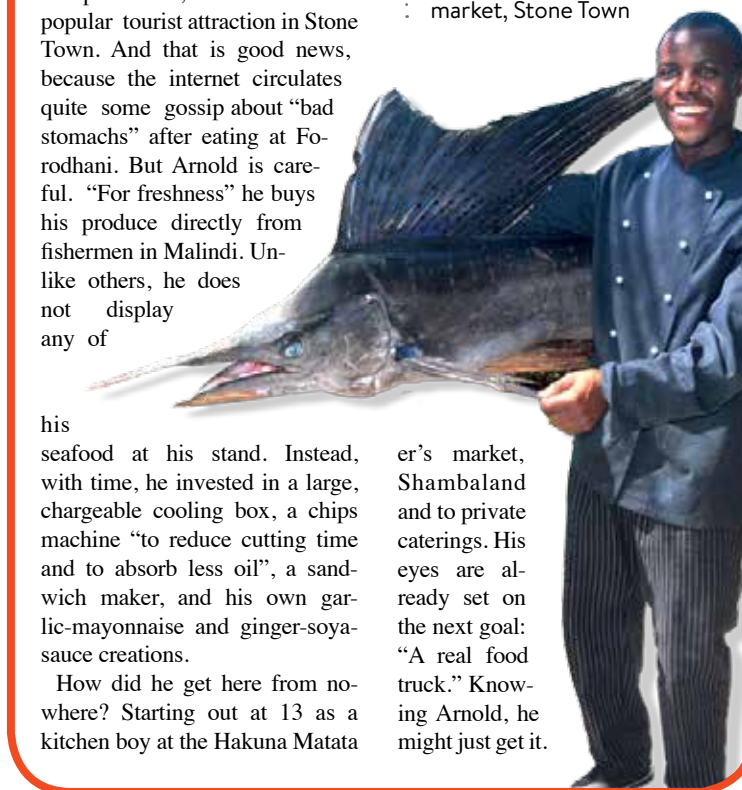 popular tourist attraction in Stone
Town. And that is good news,
because the internet circulates
quite some gossip about “bad
stomachs” after eating at Fo-
rodhani. But Arnold is care-
ful. “For freshness” he buys
his produce directly from
fishermen in Malindi. Un-
like others, he does
not display
any of
his
seafood at his stand. Instead,
with time, he invested in a large,
chargeable cooling box, a chips
machine “to reduce cutting time
and to absorb less oil”, a sand-
wich maker, and his own gar-
lic-mayonnaise and ginger-soya-
sauce creations.
How did he get here from no-
where? Starting out at 13 as a
kitchen boy at the Hakuna Matata
market, Stone Town
er’s market,
Shambaland
and to private
caterings. His
eyes are al-
ready set on
the next goal:
“A real food
truck.” Know-
ing Arnold, he
might just get it.